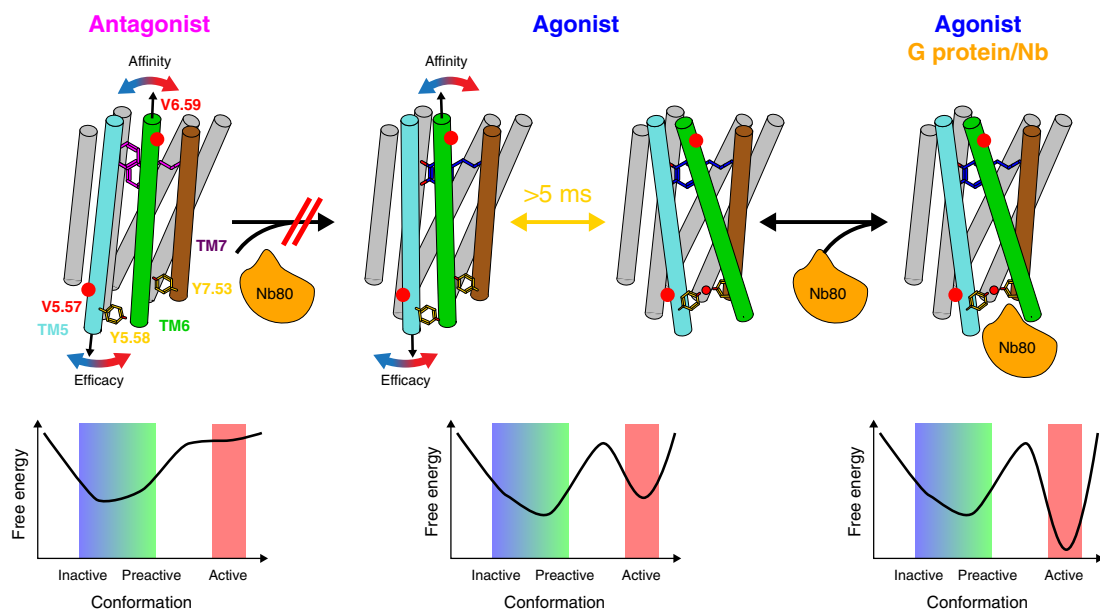 Antagonist
Agonist
Agonist
G protein/Nb
Affinity
Affinity
V6.59
>5 ms
TM7
Nb80
Y7.53
Nb80
V5.57
TM5
Y5.58
TM6
Nb80
Efficacy
Efficacy
Free energy
Inactive Preactive Active
Conformation
Free energy
Inactive Preactive Active
Conformation
Free energy
Inactive Preactive Active
Conformation